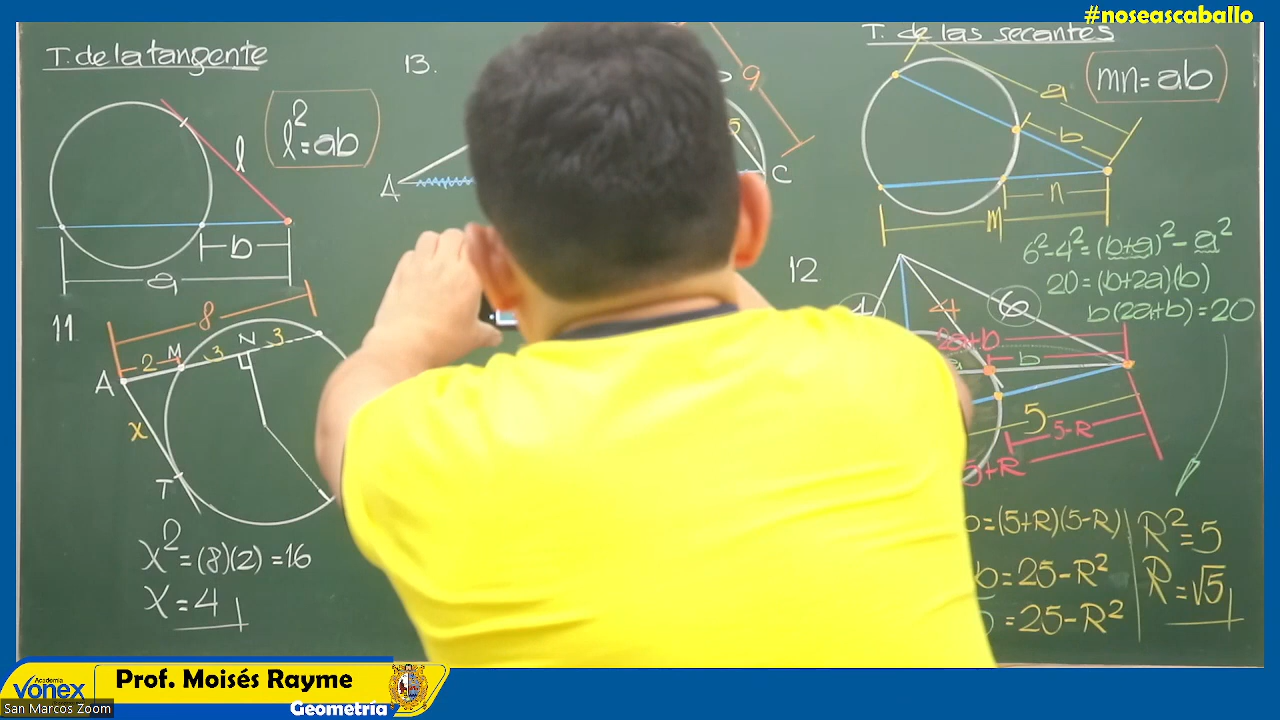 #noseascaballo
T. de la tangente
l² = ab
l
b
a
13.
A
9
5
C
T. de las secantes
mn = ab
a
b
n
m
11
8
2
M
3
N
3
A
x
T
x² = (8)(2) = 16
x = 4
12
4
6
6² - 4² = (b+a)² - a²
20 = (b+2a)(b)
b(2a+b) = 20
2a+b
b
5
5-R
5+R
= (5+R)(5-R)
= 25 - R²
= 25 - R²
R² = 5
R = √5
Academia
VONEX
Prof. Moisés Rayme
Geometría
San Marcos Zoom